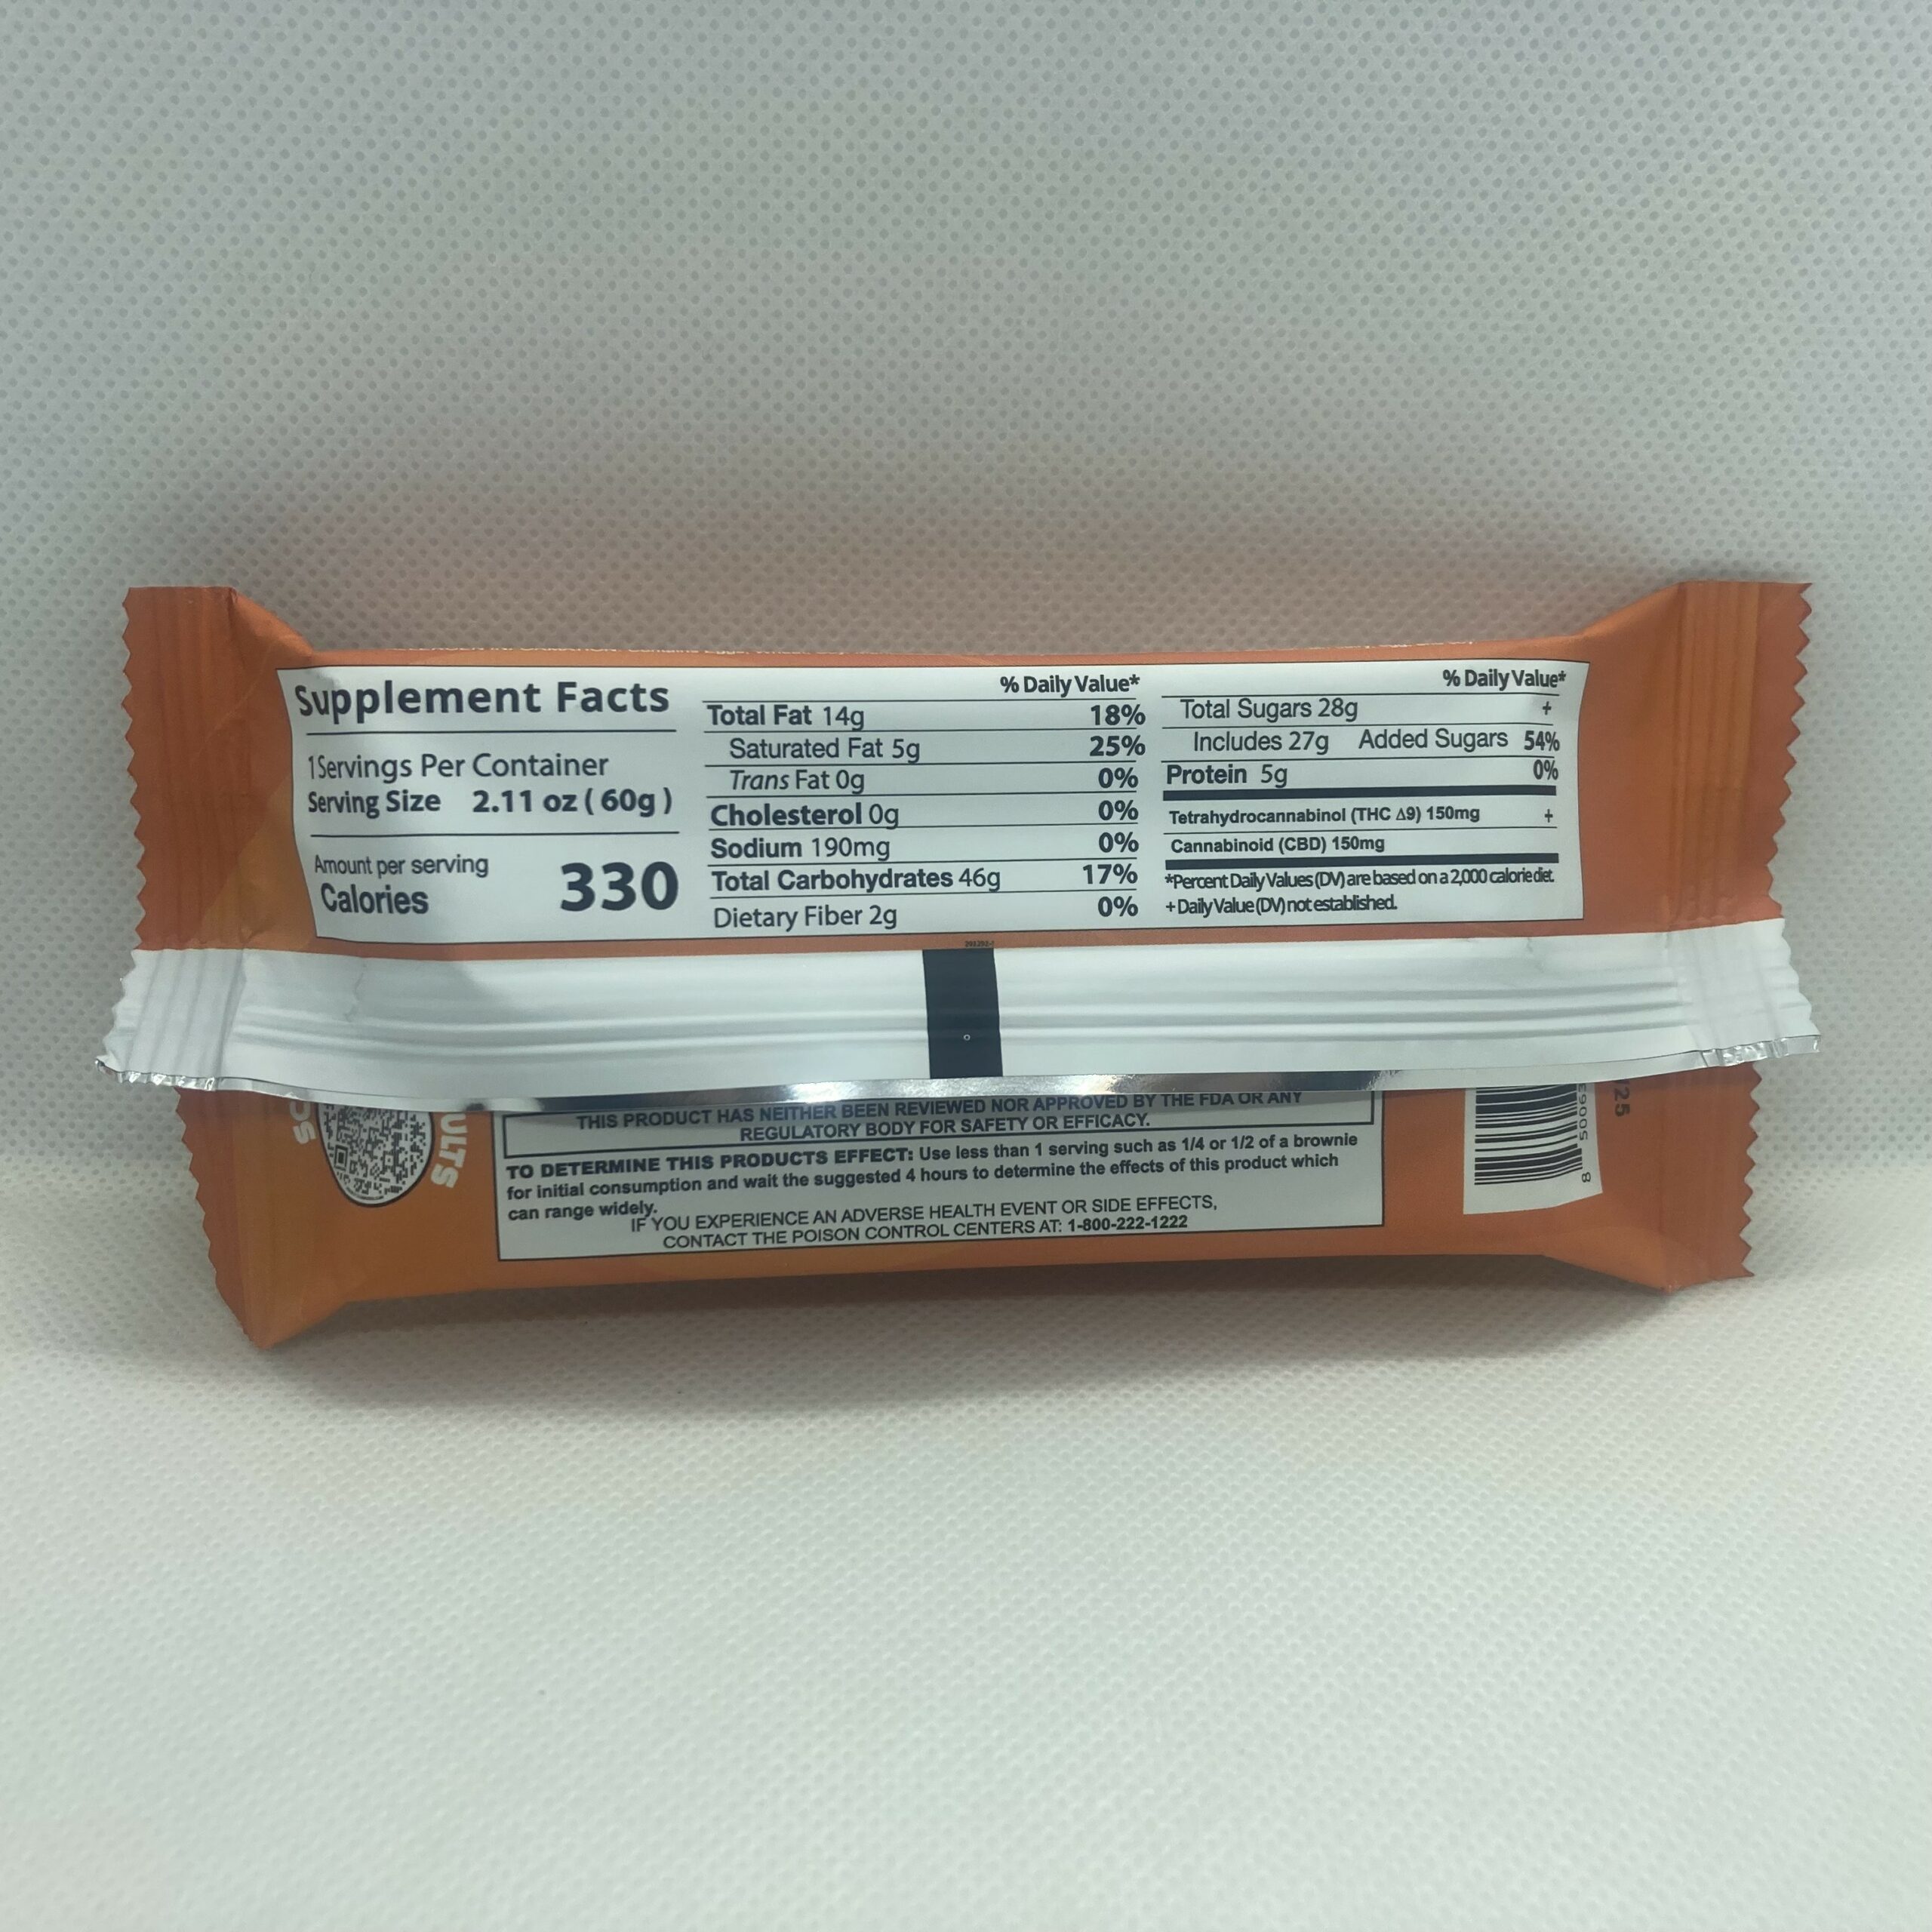 Supplement Facts
1 Servings Per Container
Serving Size 2.11 oz ( 60g )
Amount per serving
Calories 330
% Daily Value*
Total Fat 14g 18%
Saturated Fat 5g 25%
Trans Fat 0g 0%
Cholesterol 0g 0%
Sodium 190mg 0%
Total Carbohydrates 46g 17%
Dietary Fiber 2g 0%
% Daily Value*
Total Sugars 28g +
Includes 27g Added Sugars 54%
Protein 5g 0%
Tetrahydrocannabinol (THC Δ9) 150mg +
Cannabinoid (CBD) 150mg
*Percent Daily Values (DV) are based on a 2,000 calorie diet.
+ Daily Value (DV) not established.
THIS PRODUCT HAS NEITHER BEEN REVIEWED NOR APPROVED BY THE FDA OR ANY
REGULATORY BODY FOR SAFETY OR EFFICACY.
TO DETERMINE THIS PRODUCTS EFFECT: Use less than 1 serving such as 1/4 or 1/2 of a brownie
for initial consumption and wait the suggested 4 hours to determine the effects of this product which
can range widely.
IF YOU EXPERIENCE AN ADVERSE HEALTH EVENT OR SIDE EFFECTS,
CONTACT THE POISON CONTROL CENTERS AT: 1-800-222-1222
ULTS
25